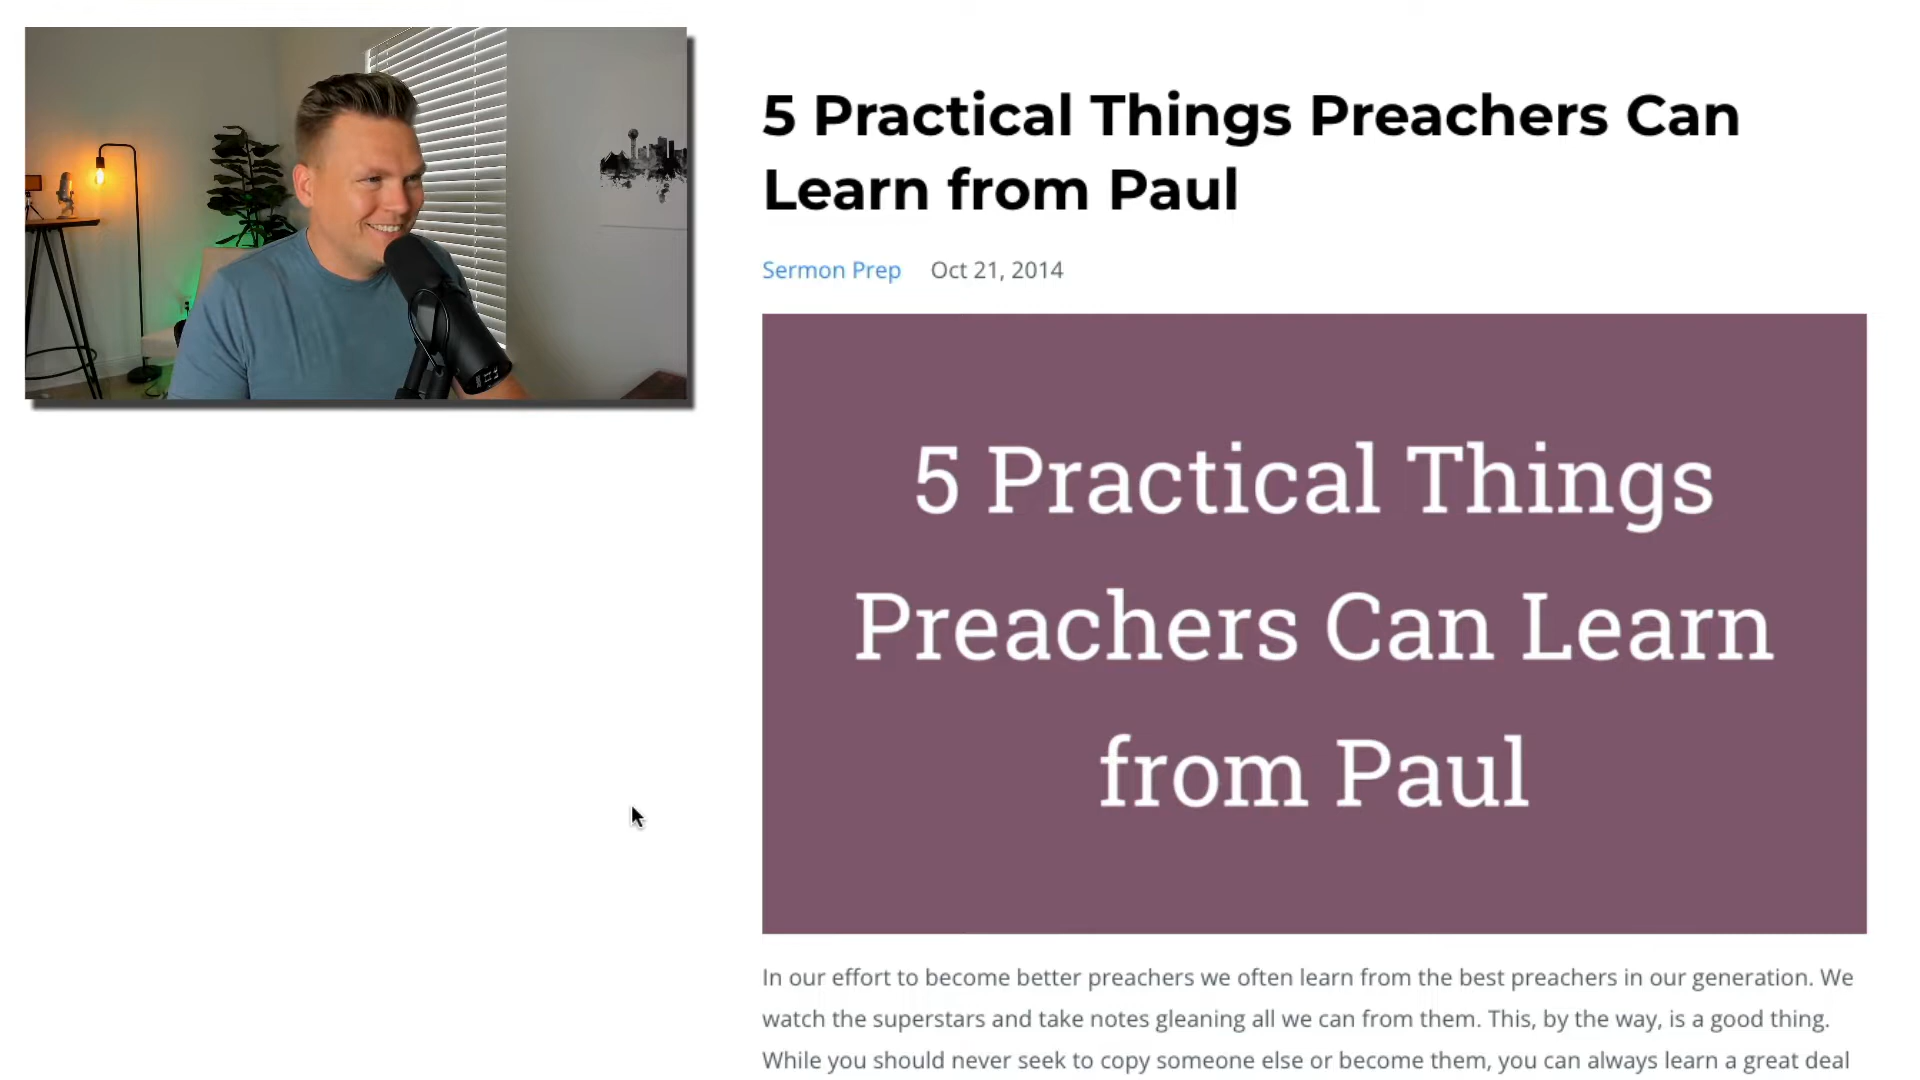 5 Practical Things Preachers Can
Learn from Paul
Sermon Prep Oct 21, 2014
5 Practical Things
Preachers Can Learn
from Paul
In our effort to become better preachers we often learn from the best preachers in our generation. We
watch the superstars and take notes gleaning all we can from them. This, by the way, is a good thing.
While you should never seek to copy someone else or become them, you can always learn a great deal